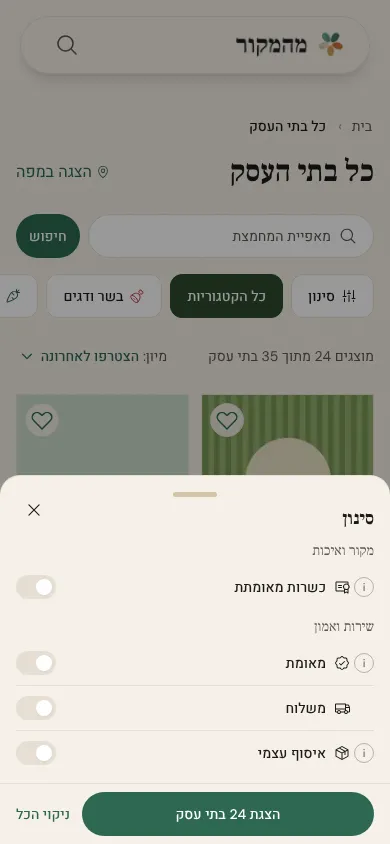 מהמקור
בית › כל בתי העסק
כל בתי העסק
הצגה במפה
מאפיית המחמצת
חיפוש
סינון
כל הקטגוריות
בשר ודגים
מוצגים 24 מתוך 35 בתי עסק
מיון: הצטרפו לאחרונה
סינון
מקור ואיכות
כשרות מאומתת
שירות ואמון
מאומת
משלוח
איסוף עצמי
הצגת 24 בתי עסק
ניקוי הכל